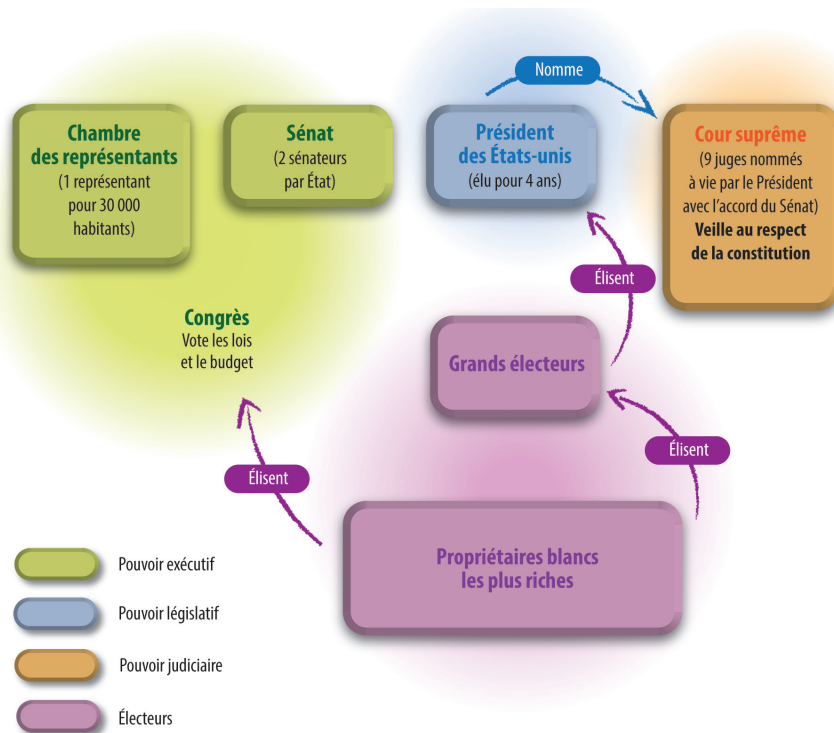 Nomme
Chambre
des représentants
(1 représentant
pour 30 000
habitants)
Sénat
(2 sénateurs
par État)
Président
des États-unis
(élu pour 4 ans)
Cour suprême
(9 juges nommés
à vie par le Président
avec l'accord du Sénat)
Veille au respect
de la constitution
Élisent
Congrès
Vote les lois
et le budget
Grands électeurs
Élisent
Élisent
Propriétaires blancs
les plus riches
Pouvoir exécutif
Pouvoir législatif
Pouvoir judiciaire
Électeurs